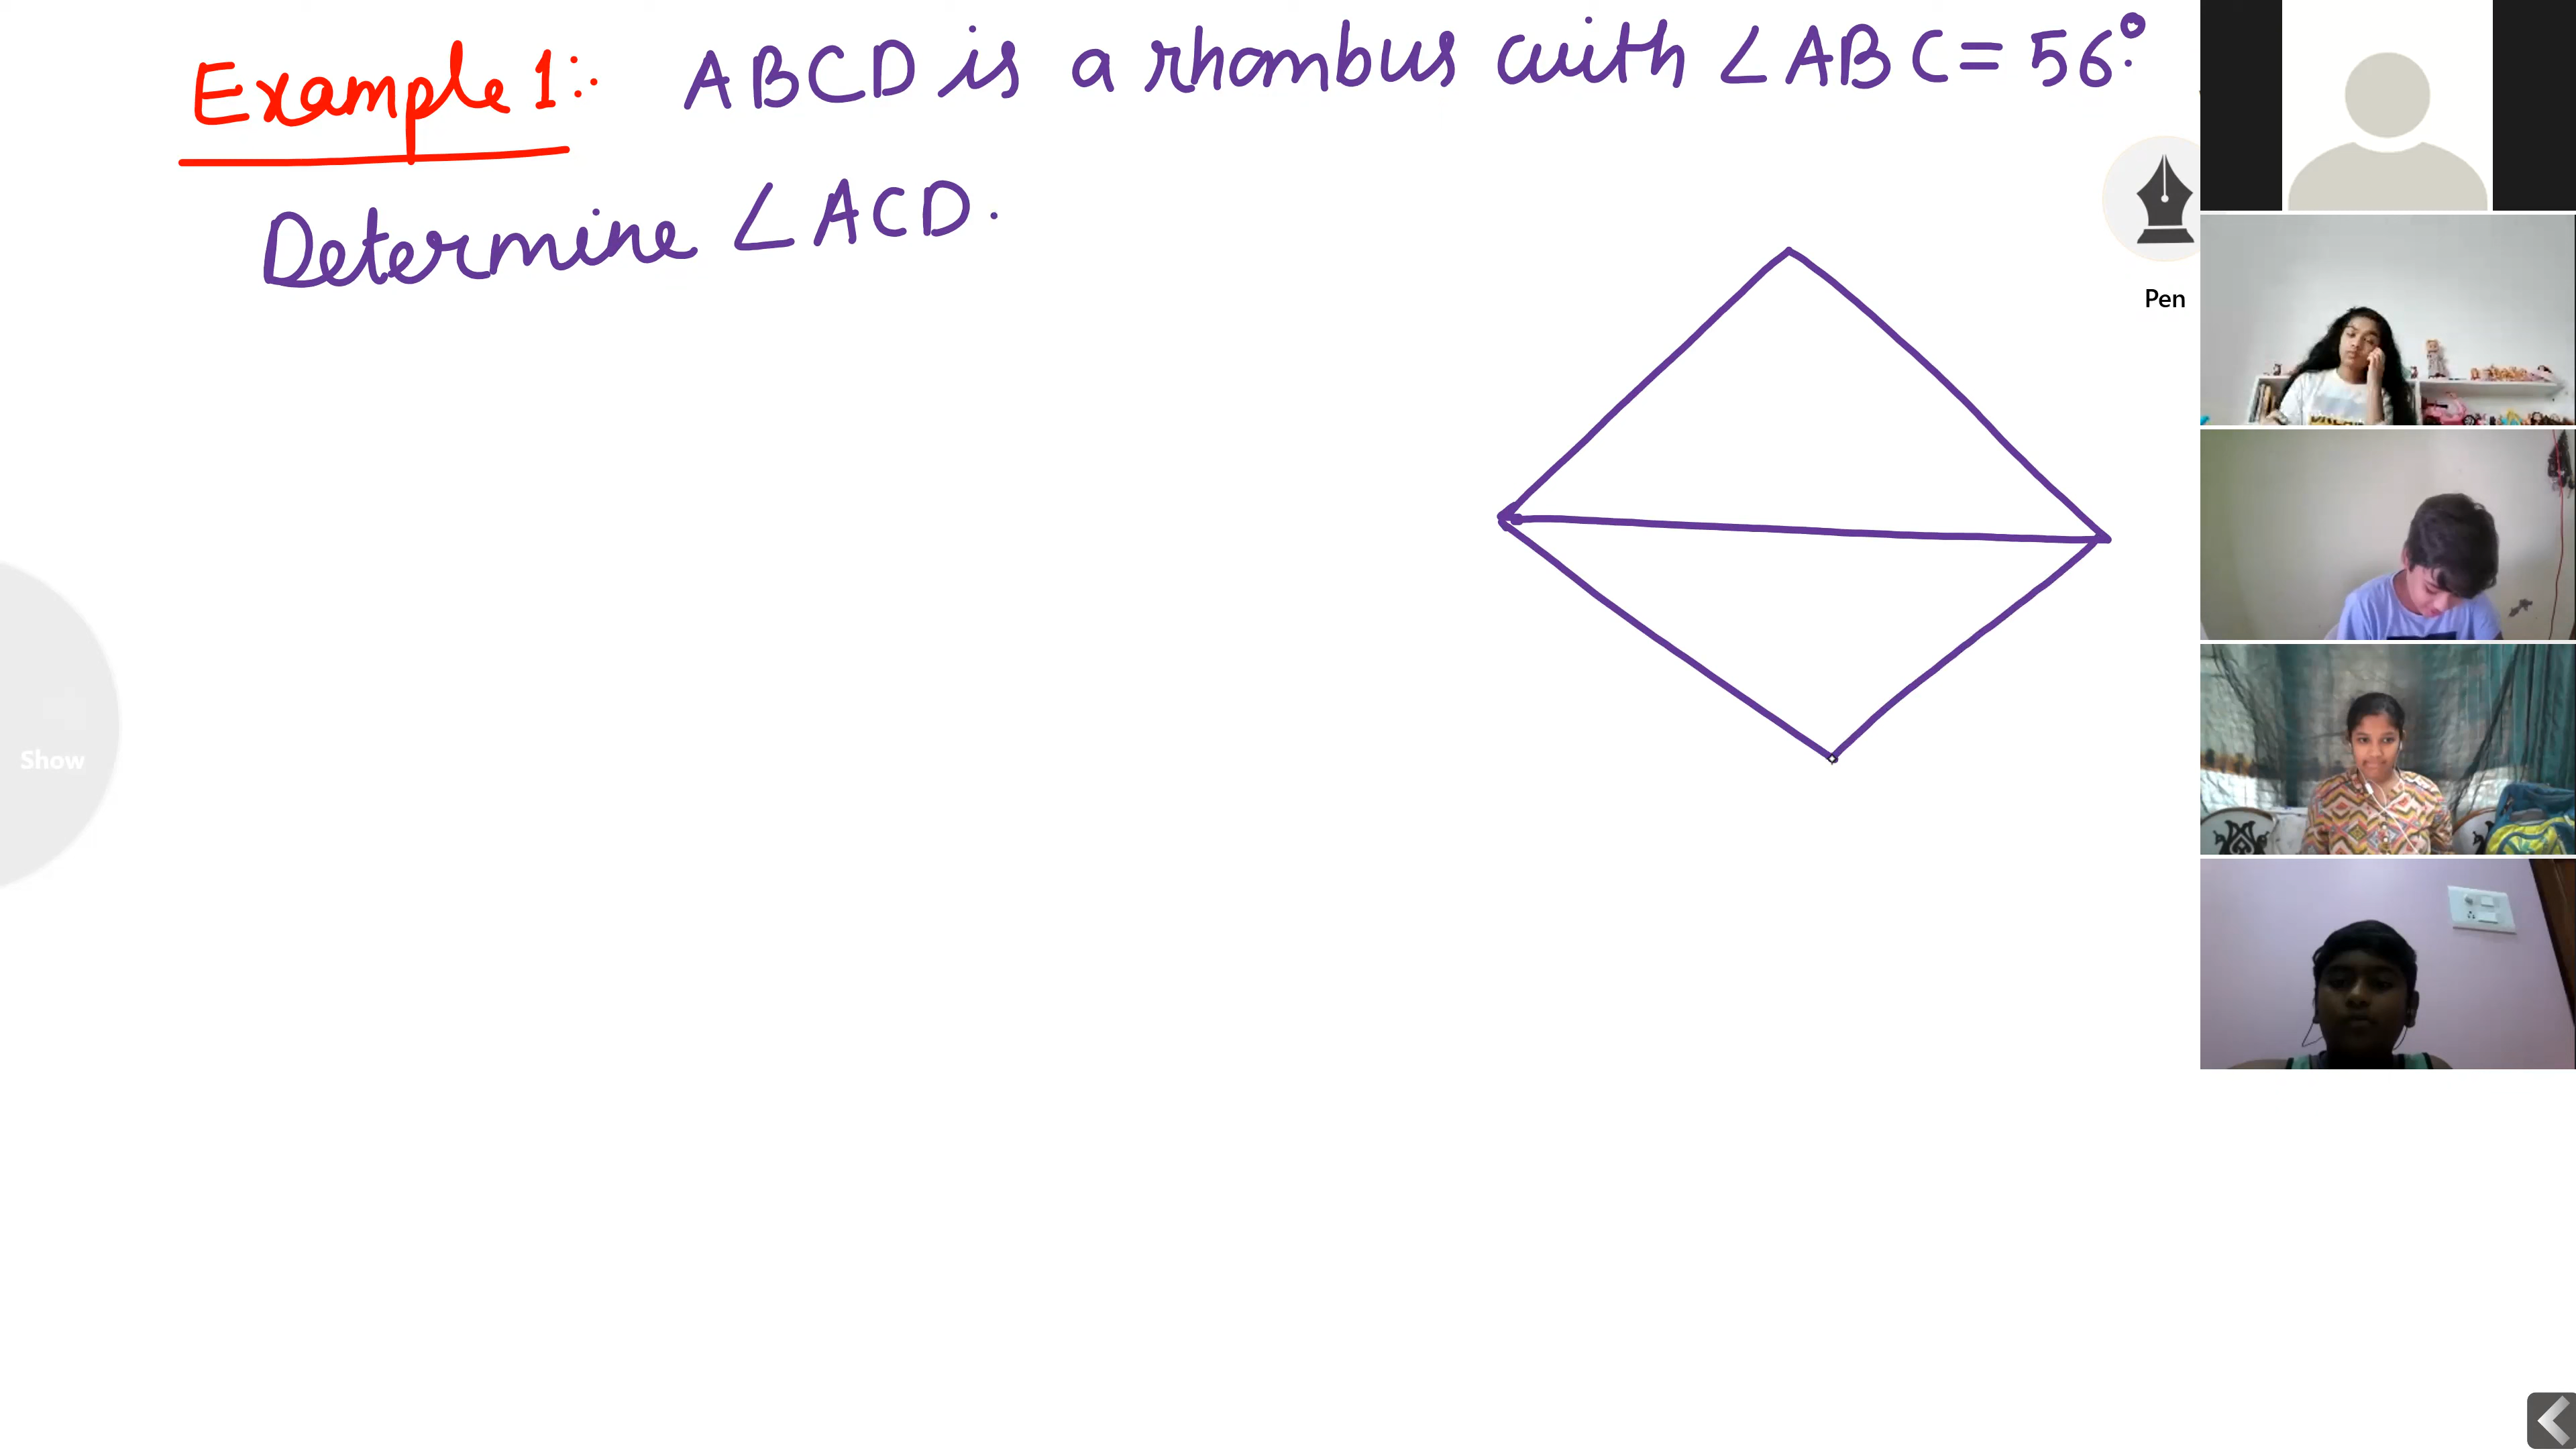 Example 1:- ABCD is a rhombus with ∠ABC = 56°.
Determine ∠ACD.
Pen
Show